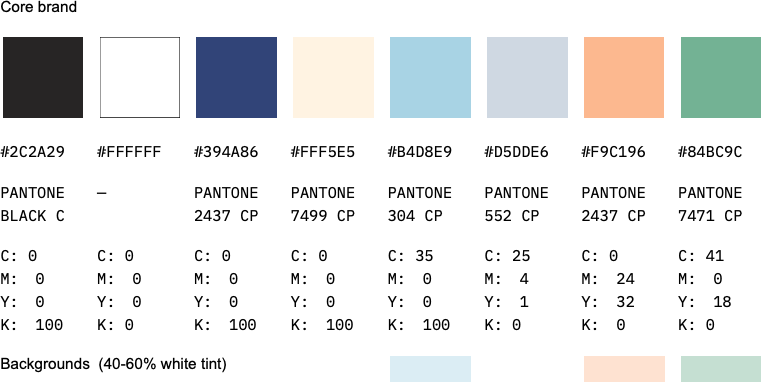 Core brand
#2C2A29 #FFFFFF #394A86 #FFF5E5 #B4D8E9 #D5DDE6 #F9C196 #84BC9C
PANTONE – PANTONE PANTONE PANTONE PANTONE PANTONE PANTONE
BLACK C 2437 CP 7499 CP 304 CP 552 CP 2437 CP 7471 CP
C: 0 C: 0 C: 0 C: 0 C: 35 C: 25 C: 0 C: 41
M: 0 M: 0 M: 0 M: 0 M: 0 M: 4 M: 24 M: 0
Y: 0 Y: 0 Y: 0 Y: 0 Y: 0 Y: 1 Y: 32 Y: 18
K: 100 K: 0 K: 100 K: 100 K: 100 K: 0 K: 0 K: 0
Backgrounds (40-60% white tint)